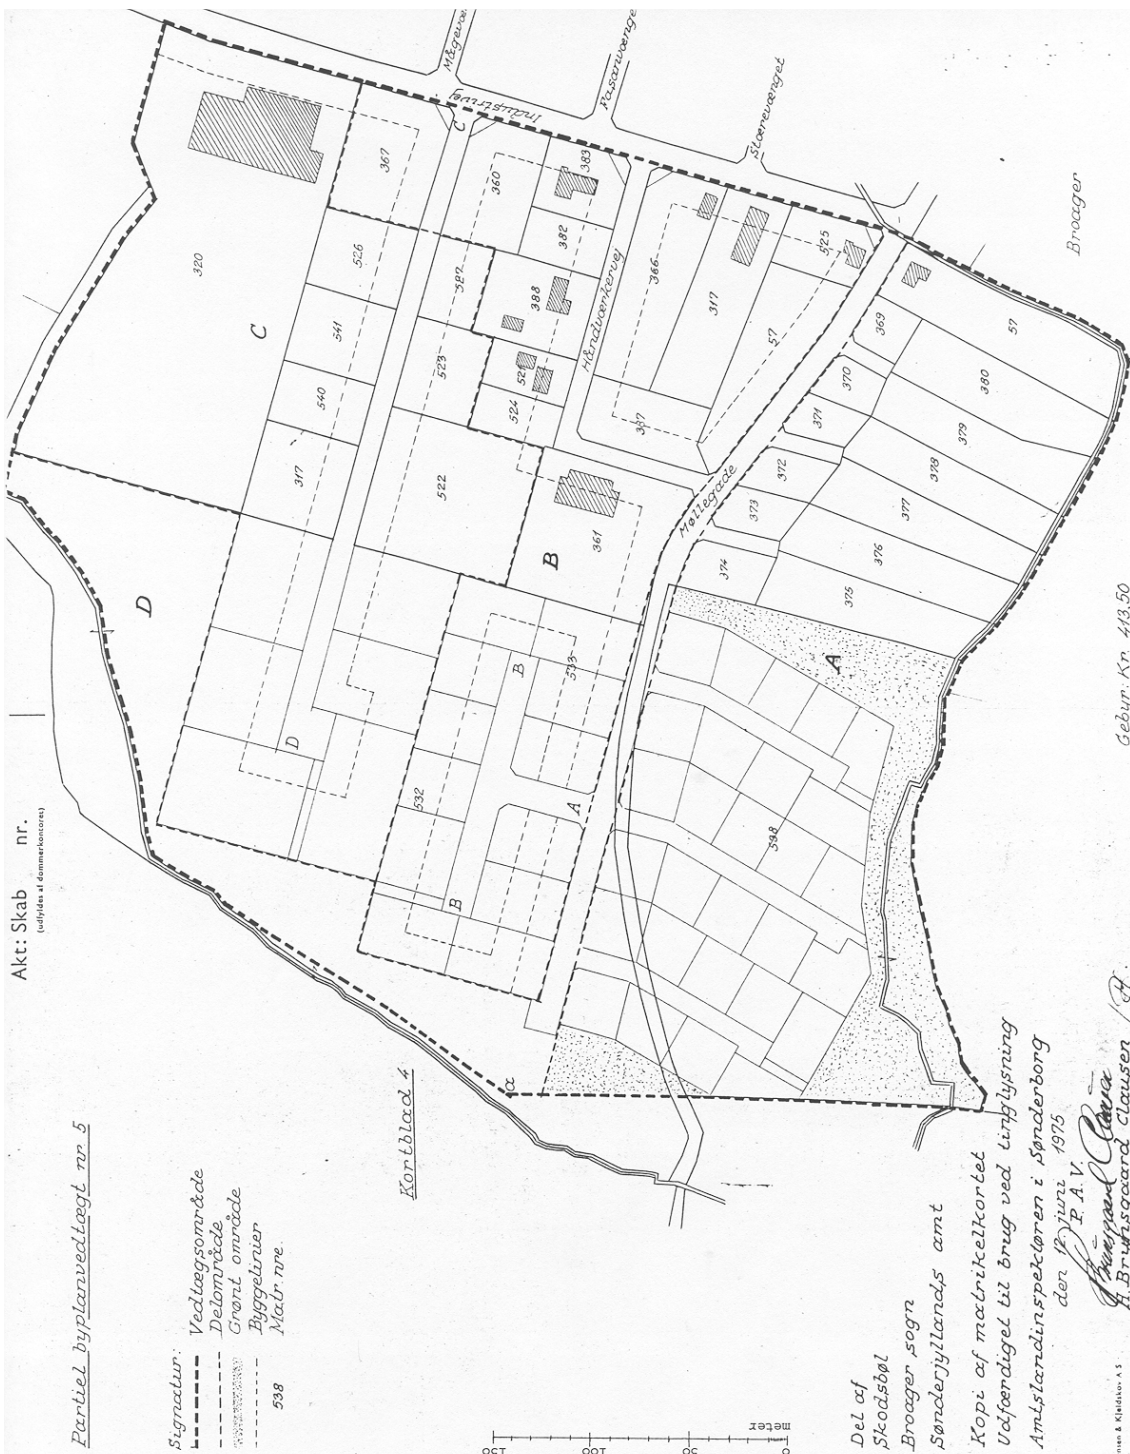 Akt: Skab nr.
(udfyldes af dommerkontoret)
Partiel byplanvedtægt nr 5
Signatur:
Vedtægsområde
Delområde
Grønt område
Byggelinier
538 Matr. nre.
Kortblad 4
Mågevæn
Industrivej
Fasanvænge
Stærevænget
Håndværkervej
Møllegade
Broager
320
367
C
360
383
382
526
527
388
366
317
525
C
541
523
521
57
540
524
387
317
522
361
B
D
369
370
371
372
373
374
57
380
379
378
377
376
375
A
D
B
533
532
A
B
538
α
150
100
50
0
meter
Del af
Skodsbøl
Broager sogn
Sønderjyllands amt
Kopi af matrikelkortet
Udfærdiget til brug ved tinglysning
Amtslandinspektøren i Sønderborg
den 12. juni 1975
P.A.V.
H. Brunsgaard Clausen
Gebyr: Kr. 413,50